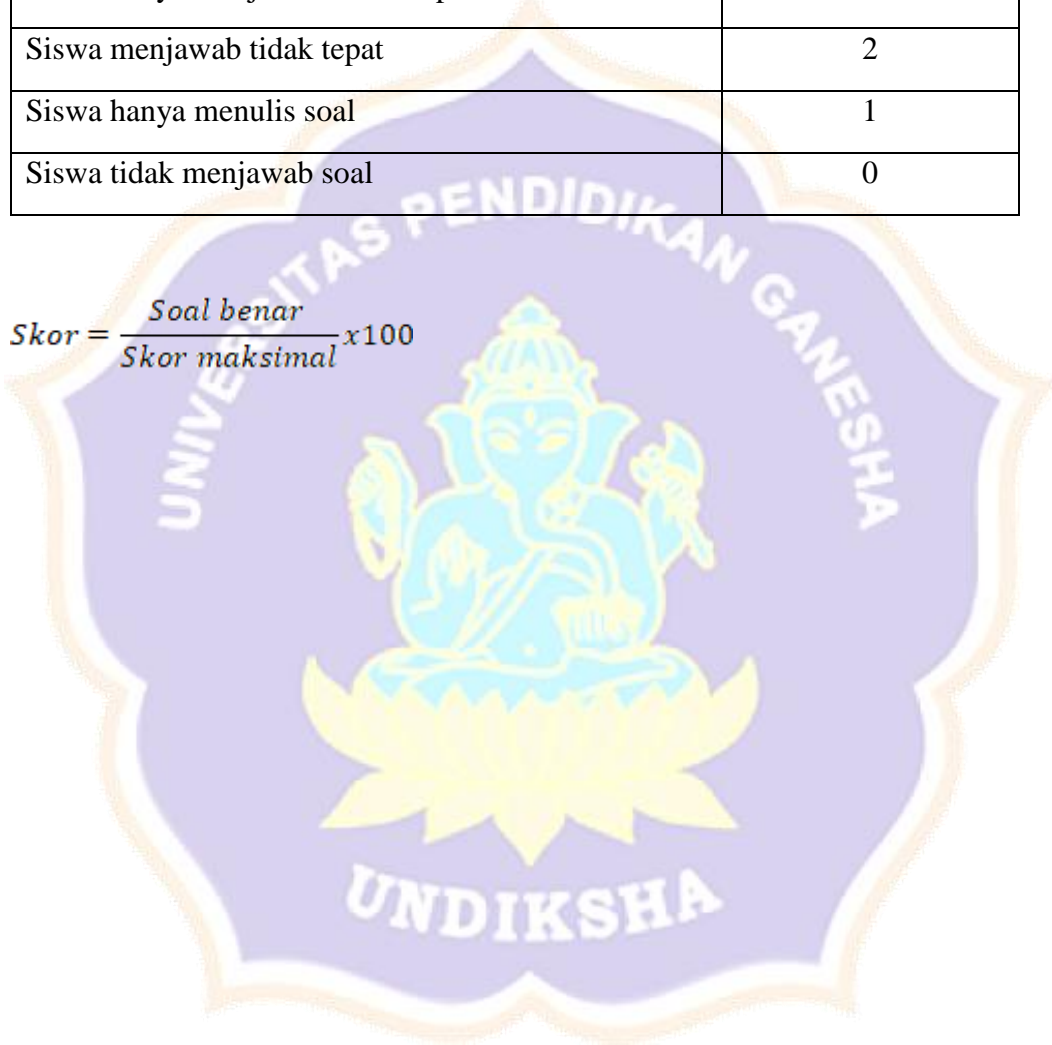 Siswa menjawab tidak tepat 2
Siswa hanya menulis soal 1
Siswa tidak menjawab soal 0
UNIVERSITAS PENDIDIKAN GANESHA
Skor = Soal benar / Skor maksimal x100
UNDIKSHA